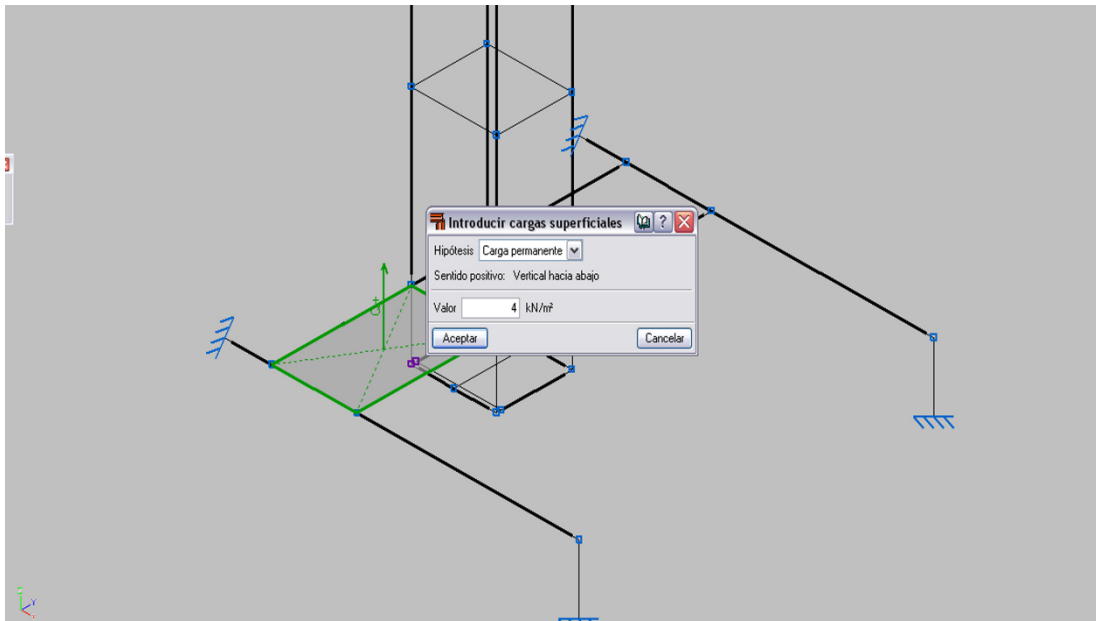 Introducir cargas superficiales
Hipótesis Carga permanente
Sentido positivo: Vertical hacia abajo
Valor 4 kN/m²
Aceptar Cancelar